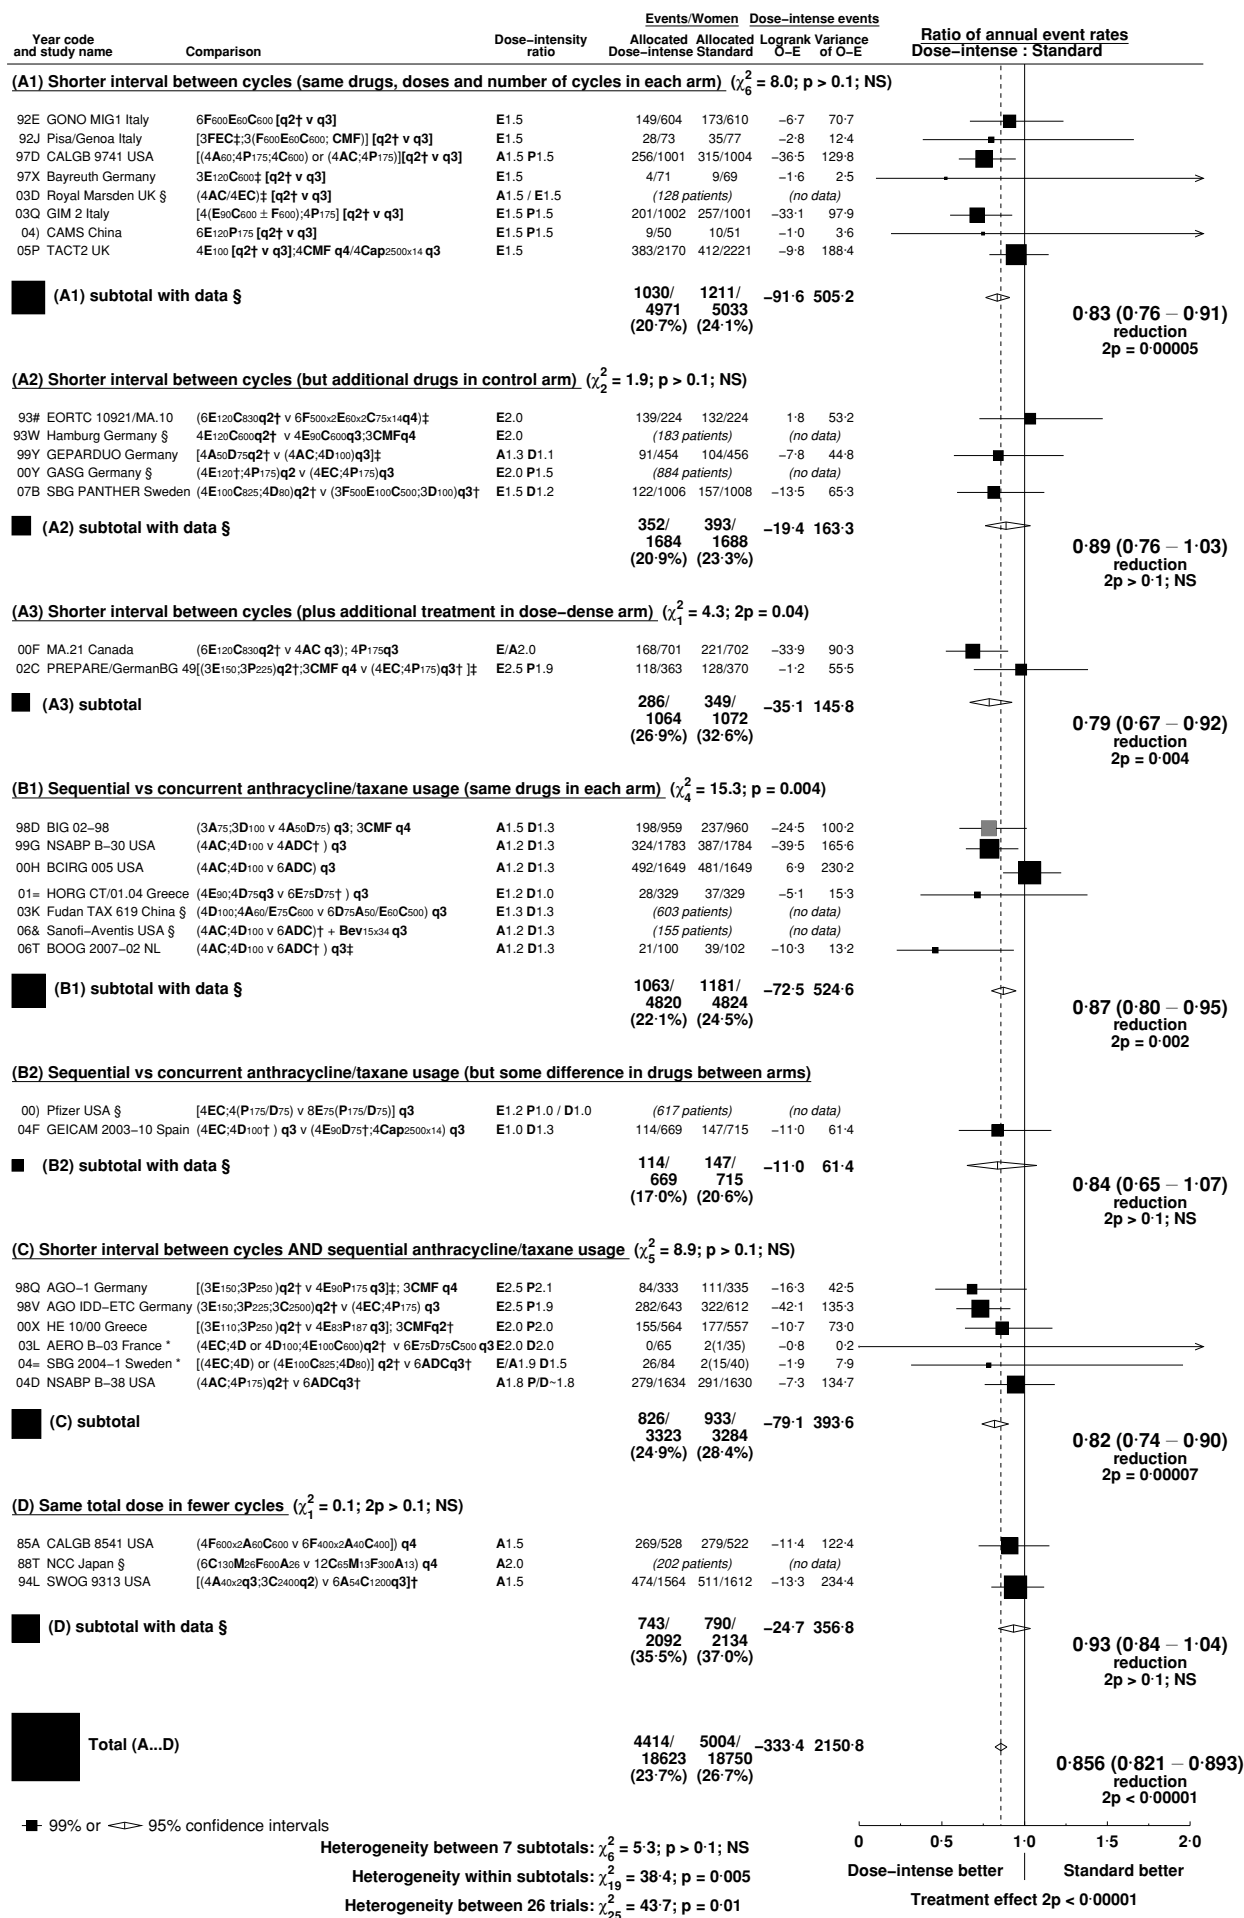 Events/Women Dose−intense events
Year code and study name Comparison Dose−intensity ratio Allocated Dose−intense Allocated Standard Logrank O−E Variance of O−E Ratio of annual event rates Dose−intense : Standard
(A1) Shorter interval between cycles (same drugs, doses and number of cycles in each arm) (χ²₆ = 8.0; p > 0.1; NS)
92E GONO MIG1 Italy 6F600E60C600 [q2† v q3] E1.5 149/604 173/610 −6·7 70·7
92J Pisa/Genoa Italy [3FEC‡;3(F600E60C600; CMF)] [q2† v q3] E1.5 28/73 35/77 −2·8 12·4
97D CALGB 9741 USA [(4A60;4P175;4C600) or (4AC;4P175)][q2† v q3] A1.5 P1.5 256/1001 315/1004 −36·5 129·8
97X Bayreuth Germany 3E120C600‡ [q2† v q3] E1.5 4/71 9/69 −1·6 2·5
03D Royal Marsden UK § (4AC/4EC)‡ [q2† v q3] A1.5 / E1.5 (128 patients) (no data)
03Q GIM 2 Italy [4(E90C600 ± F600);4P175] [q2† v q3] E1.5 P1.5 201/1002 257/1001 −33·1 97·9
04) CAMS China 6E120P175 [q2† v q3] E1.5 P1.5 9/50 10/51 −1·0 3·6
05P TACT2 UK 4E100 [q2† v q3];4CMF q4/4Cap2500x14 q3 E1.5 383/2170 412/2221 −9·8 188·4
(A1) subtotal with data § 1030/4971 (20·7%) 1211/5033 (24·1%) −91·6 505·2
0·83 (0·76 − 0·91)
reduction
2p = 0·00005
(A2) Shorter interval between cycles (but additional drugs in control arm) (χ²₂ = 1.9; p > 0.1; NS)
93# EORTC 10921/MA.10 (6E120C830q2† v 6F500x2E60x2C75x14q4)‡ E2.0 139/224 132/224 1·8 53·2
93W Hamburg Germany § 4E120C600q2† v 4E90C600q3;3CMFq4 E2.0 (183 patients) (no data)
99Y GEPARDUO Germany [4A50D75q2† v (4AC;4D100)q3]‡ A1.3 D1.1 91/454 104/456 −7·8 44·8
00Y GASG Germany § (4E120†;4P175)q2 v (4EC;4P175)q3 E2.0 P1.5 (884 patients) (no data)
07B SBG PANTHER Sweden (4E100C825;4D80)q2† v (3F500E100C500;3D100)q3† E1.5 D1.2 122/1006 157/1008 −13·5 65·3
(A2) subtotal with data § 352/1684 (20·9%) 393/1688 (23·3%) −19·4 163·3
0·89 (0·76 − 1·03)
reduction
2p > 0·1; NS
(A3) Shorter interval between cycles (plus additional treatment in dose−dense arm) (χ²₁ = 4.3; 2p = 0.04)
00F MA.21 Canada (6E120C830q2† v 4AC q3); 4P175q3 E/A2.0 168/701 221/702 −33·9 90·3
02C PREPARE/GermanBG 49[(3E150;3P225)q2†;3CMF q4 v (4EC;4P175)q3† ]‡ E2.5 P1.9 118/363 128/370 −1·2 55·5
(A3) subtotal 286/1064 (26·9%) 349/1072 (32·6%) −35·1 145·8
0·79 (0·67 − 0·92)
reduction
2p = 0·004
(B1) Sequential vs concurrent anthracycline/taxane usage (same drugs in each arm) (χ²₄ = 15.3; p = 0.004)
98D BIG 02−98 (3A75;3D100 v 4A50D75) q3; 3CMF q4 A1.5 D1.3 198/959 237/960 −24·5 100·2
99G NSABP B−30 USA (4AC;4D100 v 4ADC† ) q3 A1.2 D1.3 324/1783 387/1784 −39·5 165·6
00H BCIRG 005 USA (4AC;4D100 v 6ADC) q3 A1.2 D1.3 492/1649 481/1649 6·9 230·2
01= HORG CT/01.04 Greece (4E90;4D75q3 v 6E75D75† ) q3 E1.2 D1.0 28/329 37/329 −5·1 15·3
03K Fudan TAX 619 China § (4D100;4A60/E75C600 v 6D75A50/E60C500) q3 E1.3 D1.3 (603 patients) (no data)
06& Sanofi−Aventis USA § (4AC;4D100 v 6ADC)† + Bev15x34 q3 A1.2 D1.3 (155 patients) (no data)
06T BOOG 2007−02 NL (4AC;4D100 v 6ADC† ) q3‡ A1.2 D1.3 21/100 39/102 −10·3 13·2
(B1) subtotal with data § 1063/4820 (22·1%) 1181/4824 (24·5%) −72·5 524·6
0·87 (0·80 − 0·95)
reduction
2p = 0·002
(B2) Sequential vs concurrent anthracycline/taxane usage (but some difference in drugs between arms)
00) Pfizer USA § [4EC;4(P175/D75) v 8E75(P175/D75)] q3 E1.2 P1.0 / D1.0 (617 patients) (no data)
04F GEICAM 2003−10 Spain (4EC;4D100† ) q3 v (4E90D75†;4Cap2500x14) q3 E1.0 D1.3 114/669 147/715 −11·0 61·4
(B2) subtotal with data § 114/669 (17·0%) 147/715 (20·6%) −11·0 61·4
0·84 (0·65 − 1·07)
reduction
2p > 0·1; NS
(C) Shorter interval between cycles AND sequential anthracycline/taxane usage (χ²₅ = 8.9; p > 0.1; NS)
98Q AGO−1 Germany [(3E150;3P250 )q2† v 4E90P175 q3]‡; 3CMF q4 E2.5 P2.1 84/333 111/335 −16·3 42·5
98V AGO IDD−ETC Germany (3E150;3P225;3C2500)q2† v (4EC;4P175) q3 E2.5 P1.9 282/643 322/612 −42·1 135·3
00X HE 10/00 Greece [(3E110;3P250 )q2† v 4E83P187 q3]; 3CMFq2† E2.0 P2.0 155/564 177/557 −10·7 73·0
03L AERO B−03 France * (4EC;4D or 4D100;4E100C600)q2† v 6E75D75C500 q3 E2.0 D2.0 0/65 2(1/35) −0·8 0·2
04= SBG 2004−1 Sweden * [(4EC;4D) or (4E100C825;4D80)] q2† v 6ADCq3† E/A1.9 D1.5 26/84 2(15/40) −1·9 7·9
04D NSABP B−38 USA (4AC;4P175)q2† v 6ADCq3† A1.8 P/D~1.8 279/1634 291/1630 −7·3 134·7
(C) subtotal 826/3323 (24·9%) 933/3284 (28·4%) −79·1 393·6
0·82 (0·74 − 0·90)
reduction
2p = 0·00007
(D) Same total dose in fewer cycles (χ²₁ = 0.1; 2p > 0.1; NS)
85A CALGB 8541 USA (4F600x2A60C600 v 6F400x2A40C400]) q4 A1.5 269/528 279/522 −11·4 122·4
88T NCC Japan § (6C130M26F600A26 v 12C65M13F300A13) q4 A2.0 (202 patients) (no data)
94L SWOG 9313 USA [(4A40x2q3;3C2400q2) v 6A54C1200q3]† A1.5 474/1564 511/1612 −13·3 234·4
(D) subtotal with data § 743/2092 (35·5%) 790/2134 (37·0%) −24·7 356·8
0·93 (0·84 − 1·04)
reduction
2p > 0·1; NS
Total (A...D) 4414/18623 (23·7%) 5004/18750 (26·7%) −333·4 2150·8
0·856 (0·821 − 0·893)
reduction
2p < 0·00001
99% or 95% confidence intervals
0 0·5 1·0 1·5 2·0
Heterogeneity between 7 subtotals: χ²₆ = 5·3; p > 0·1; NS
Dose−intense better Standard better
Heterogeneity within subtotals: χ²₁₉ = 38·4; p = 0·005
Treatment effect 2p < 0·00001
Heterogeneity between 26 trials: χ²₂₅ = 43·7; p = 0·01